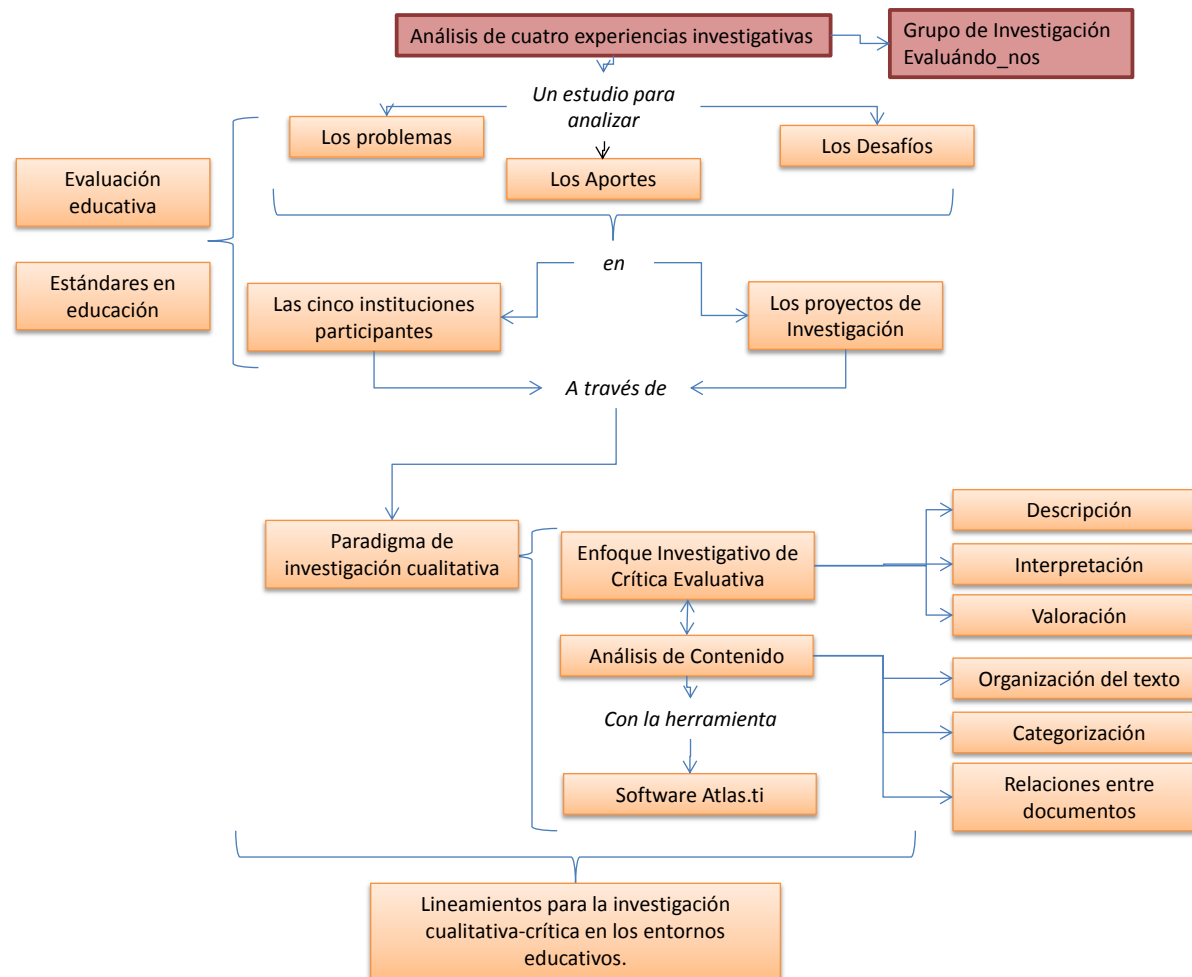 Análisis de cuatro experiencias investigativas
Grupo de Investigación
Evaluándo_nos
Un estudio para
analizar
Los problemas
Los Desafíos
Los Aportes
Evaluación
educativa
Estándares en
educación
en
Las cinco instituciones
participantes
Los proyectos de
Investigación
A través de
Paradigma de
investigación cualitativa
Enfoque Investigativo de
Crítica Evaluativa
Descripción
Interpretación
Valoración
Análisis de Contenido
Organización del texto
Con la herramienta
Categorización
Software Atlas.ti
Relaciones entre
documentos
Lineamientos para la investigación
cualitativa-crítica en los entornos
educativos.